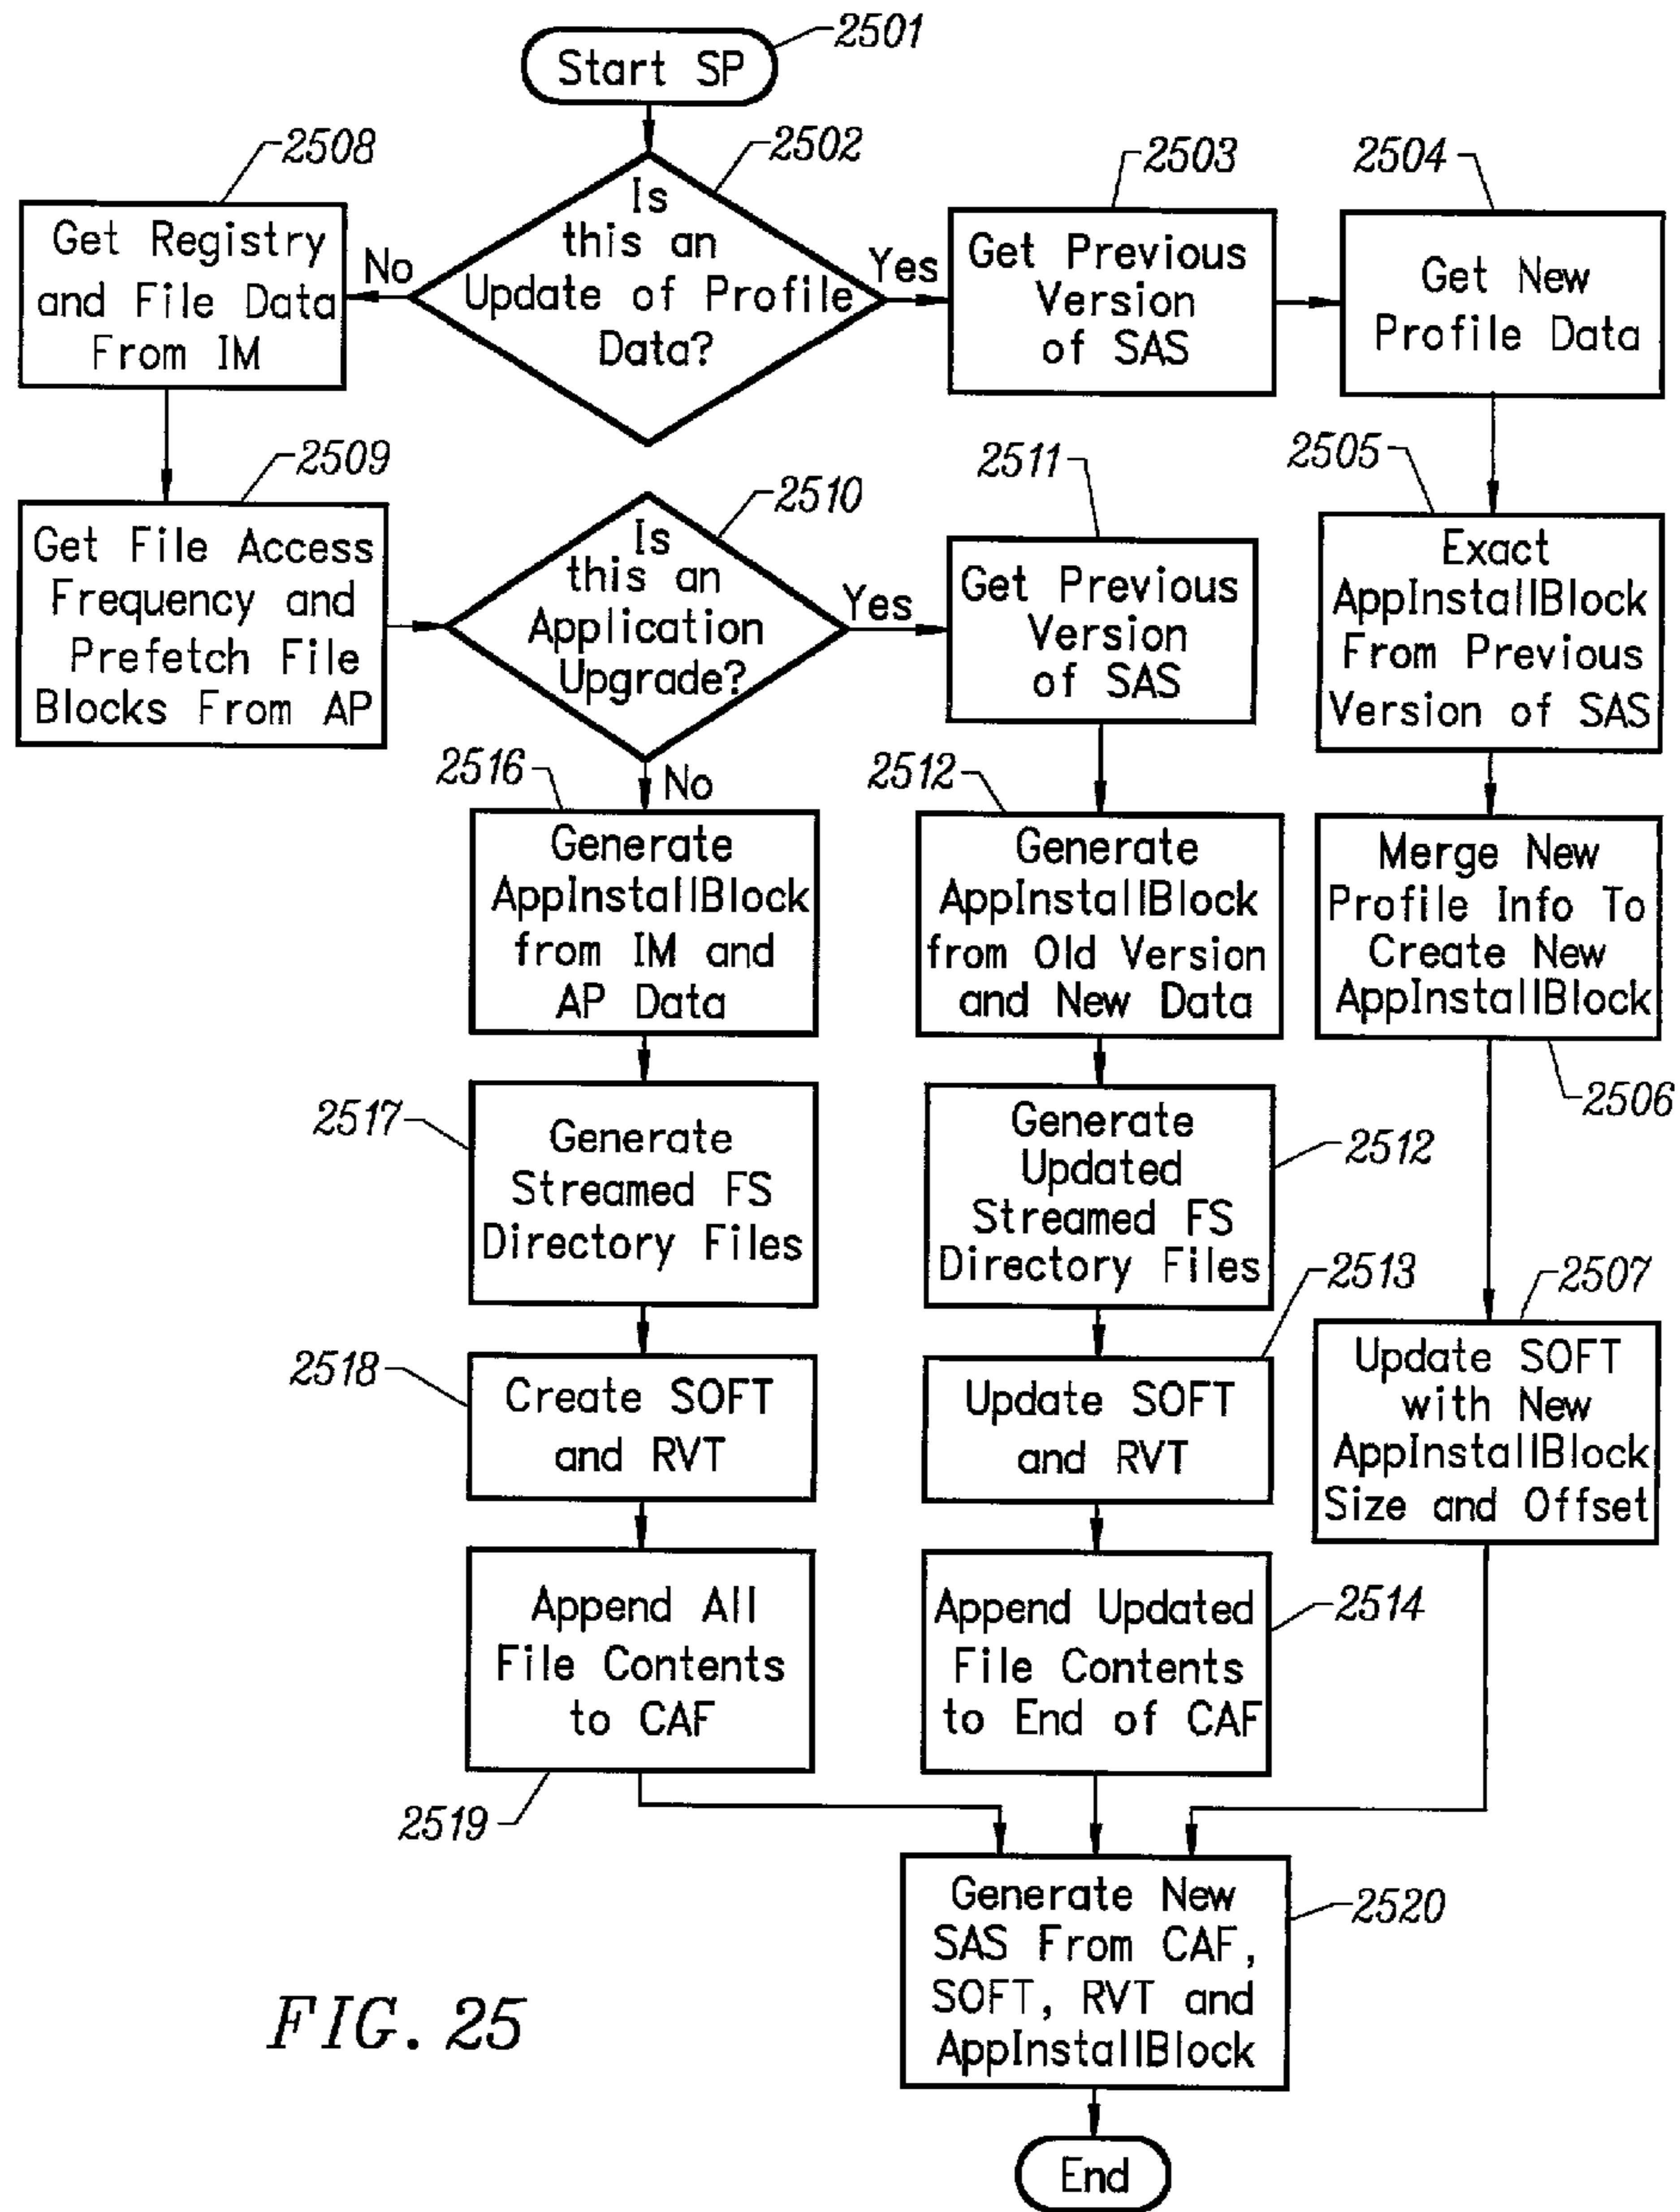 2501
Start SP
2508
2502
2503
2504
Get Registry
and File Data
From IM
No
Is
this an
Update of Profile
Data?
Yes
Get Previous
Version
of SAS
Get New
Profile Data
2509
2510
2511
2505
Get File Access
Frequency and
Prefetch File
Blocks From AP
Is
this an
Application
Upgrade?
Yes
Get Previous
Version
of SAS
Exact
AppInstallBlock
From Previous
Version of SAS
2516
No
2512
Generate
AppInstallBlock
from IM and
AP Data
Generate
AppInstallBlock
from Old Version
and New Data
Merge New
Profile Info To
Create New
AppInstallBlock
2506
2517
Generate
Streamed FS
Directory Files
Generate
Updated
Streamed FS
Directory Files
2512
2513
2507
2518
Create SOFT
and RVT
Update SOFT
and RVT
Update SOFT
with New
AppInstallBlock
Size and Offset
Append All
File Contents
to CAF
Append Updated
File Contents
to End of CAF
2514
2519
Generate New
SAS From CAF,
SOFT, RVT and
AppInstallBlock
2520
FIG. 25
End